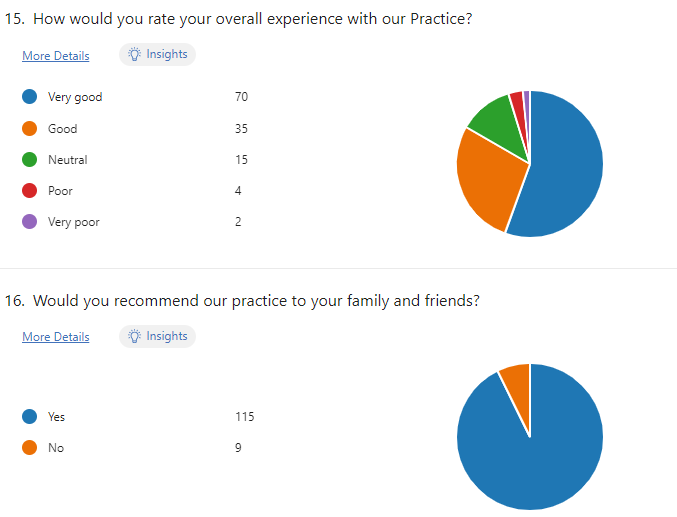 15. How would you rate your overall experience with our Practice?
More Details Insights
Very good 70
Good 35
Neutral 15
Poor 4
Very poor 2
16. Would you recommend our practice to your family and friends?
More Details Insights
Yes 115
No 9